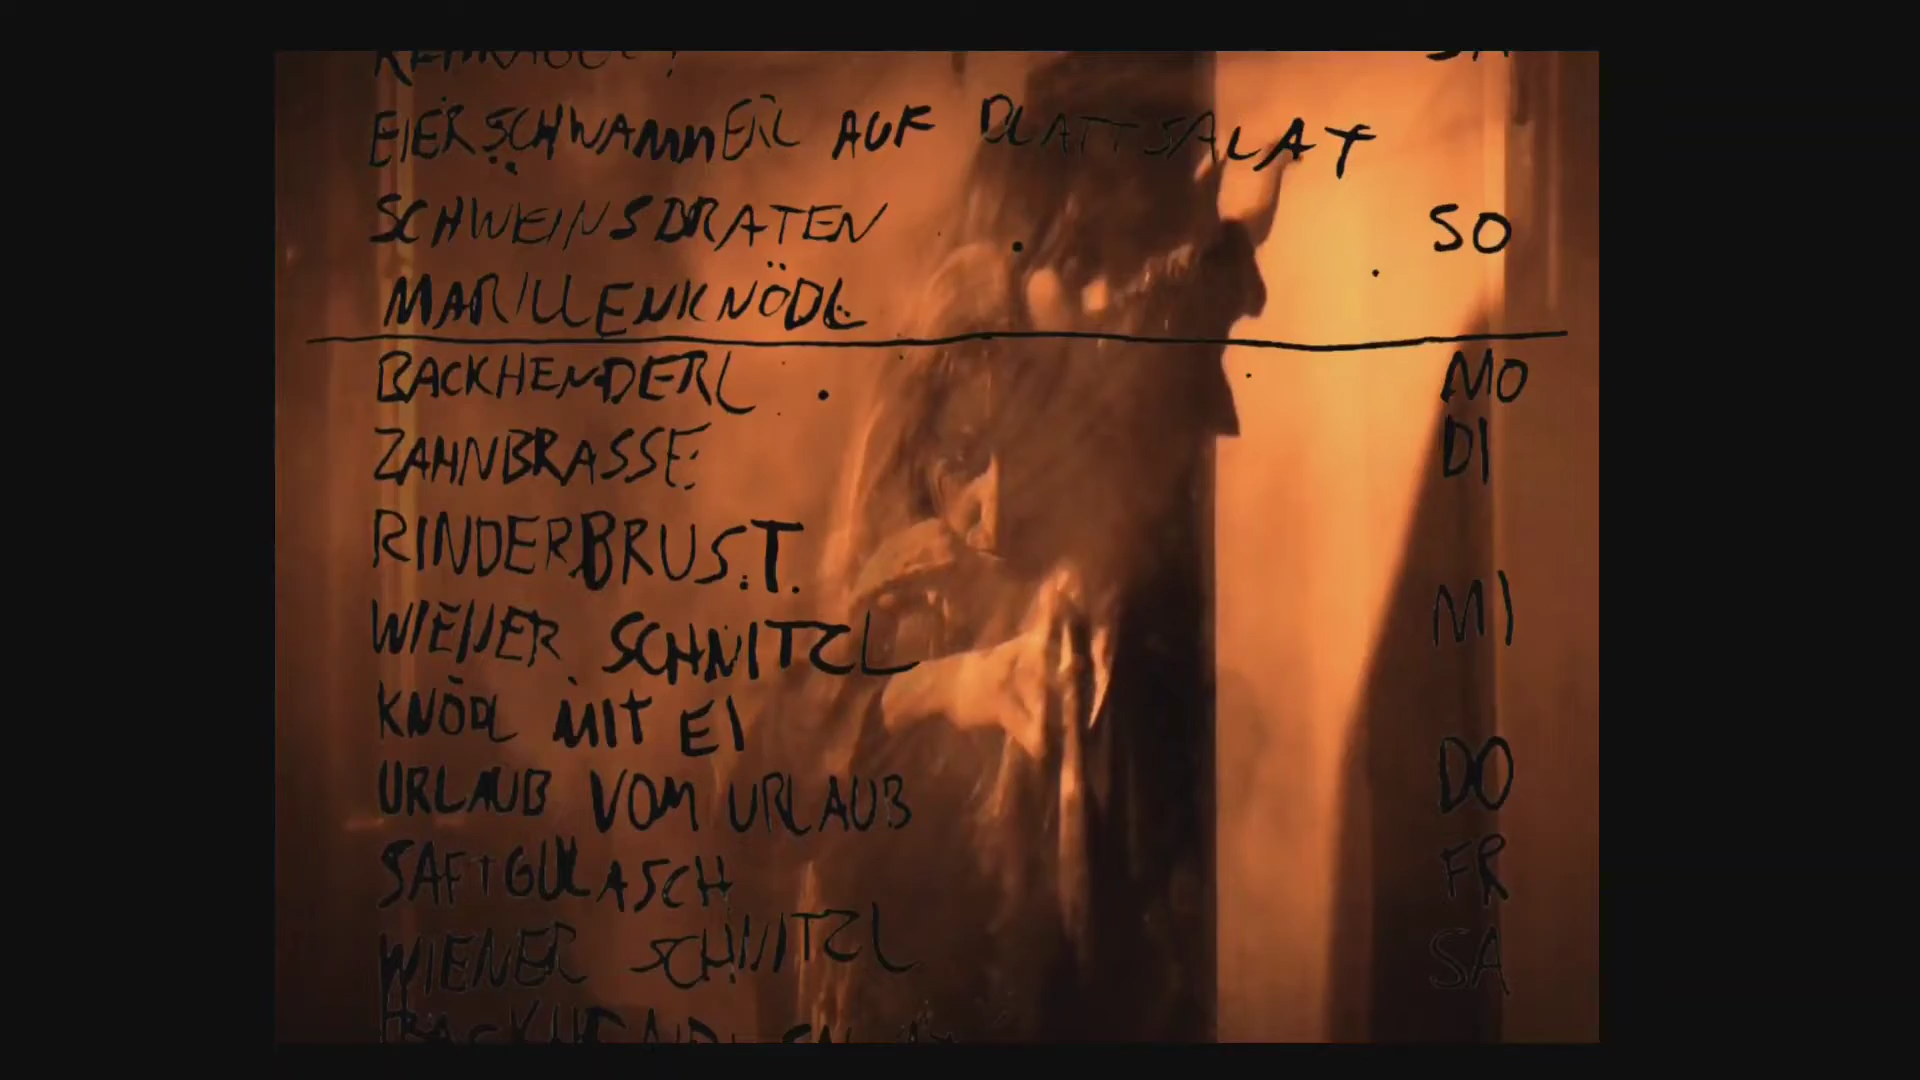 EIERSCHWAMMERL AUF BLATTSALAT
SCHWEINSBRATEN SO
MARILLENKNÖDL
BACKHENDERL MO
ZAHNBRASSE DI
RINDERBRUST
WIENER SCHNITZL MI
KNÖDL MIT EI
URLAUB VOM URLAUB DO
SAFTGULASCH FR
WIENER SCHNITZL SA